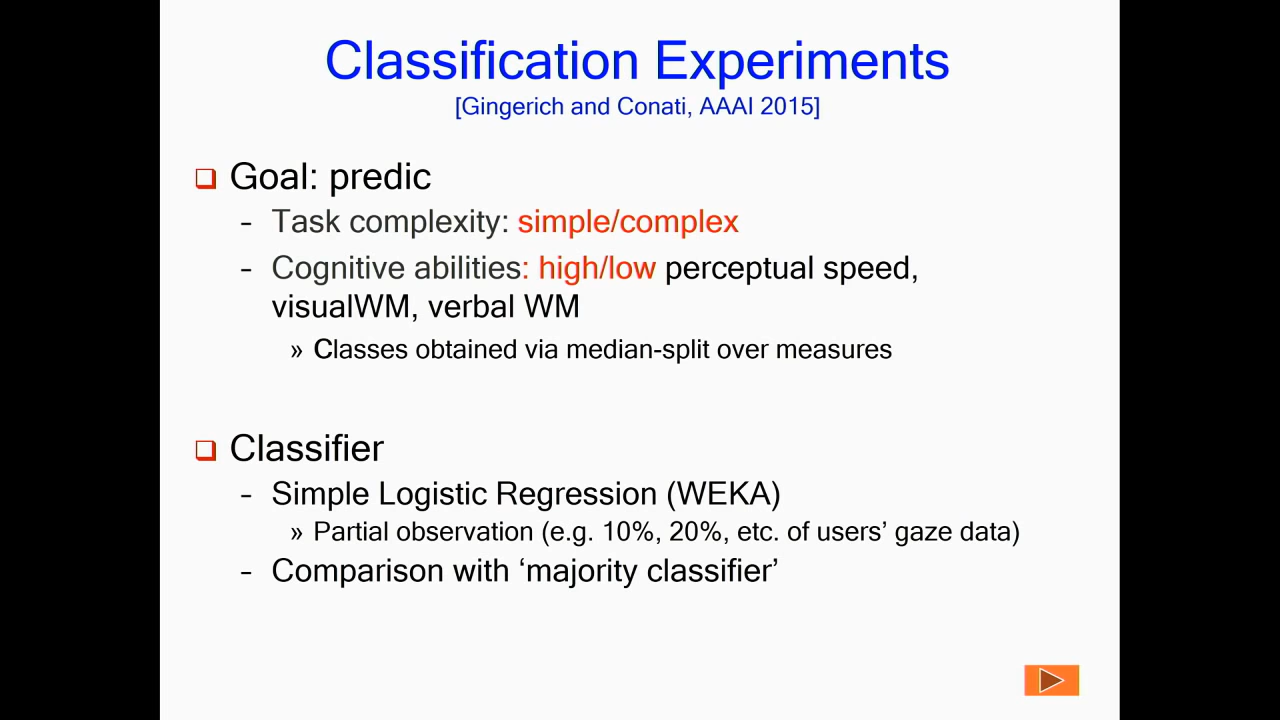 Classification Experiments
[Gingerich and Conati, AAAI 2015]
❑ Goal: predic
– Task complexity: simple/complex
– Cognitive abilities: high/low perceptual speed,
visualWM, verbal WM
» Classes obtained via median-split over measures
❑ Classifier
– Simple Logistic Regression (WEKA)
» Partial observation (e.g. 10%, 20%, etc. of users’ gaze data)
– Comparison with ‘majority classifier’